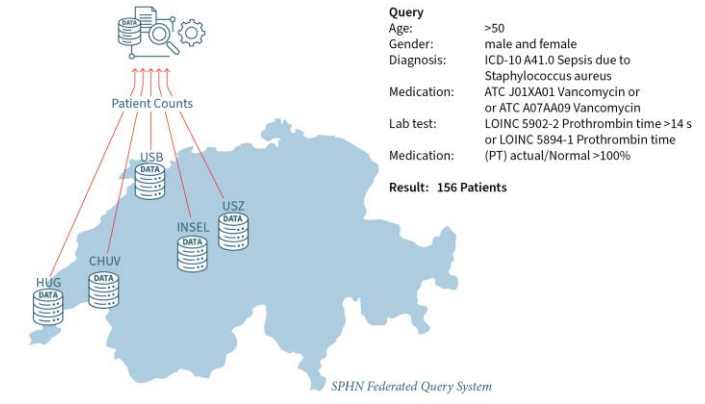 DATA
Patient Counts
USB
DATA
USZ
DATA
INSEL
DATA
CHUV
DATA
HUG
DATA
Query
Age: >50
Gender: male and female
Diagnosis: ICD-10 A41.0 Sepsis due to
Staphylococcus aureus
Medication: ATC J01XA01 Vancomycin or
or ATC A07AA09 Vancomycin
Lab test: LOINC 5902-2 Prothrombin time >14 s
or LOINC 5894-1 Prothrombin time
Medication: (PT) actual/Normal >100%
Result: 156 Patients
SPHN Federated Query System